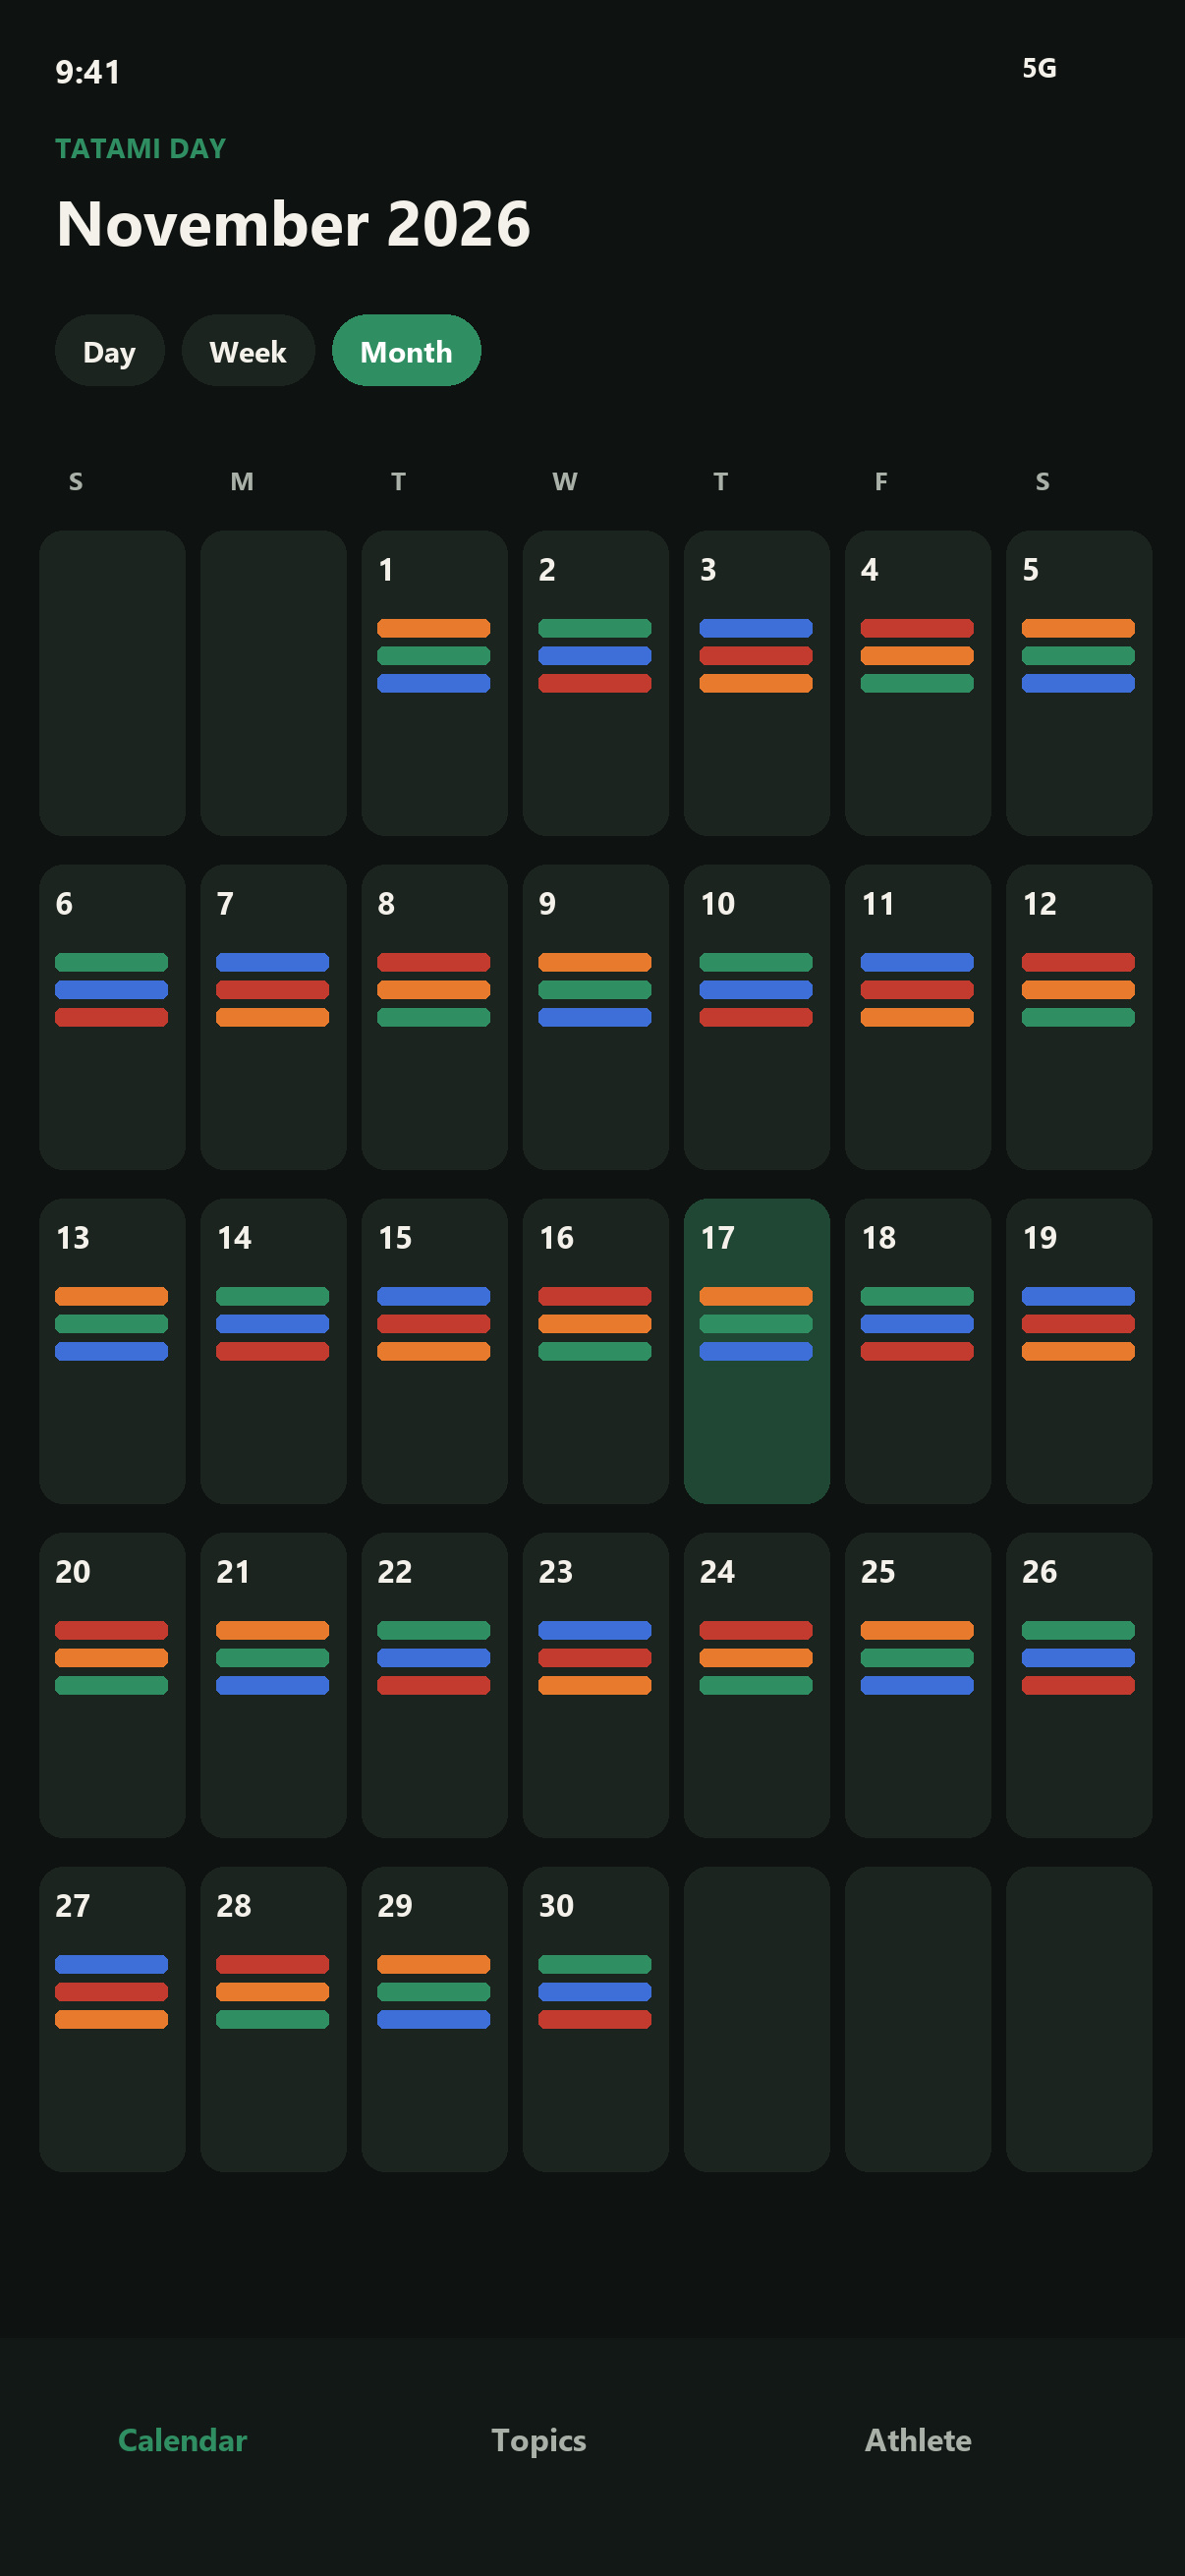 9:41 5G
TATAMI DAY
November 2026
Day Week Month
S M T W T F S
1 2 3 4 5
6 7 8 9 10 11 12
13 14 15 16 17 18 19
20 21 22 23 24 25 26
27 28 29 30
Calendar Topics Athlete